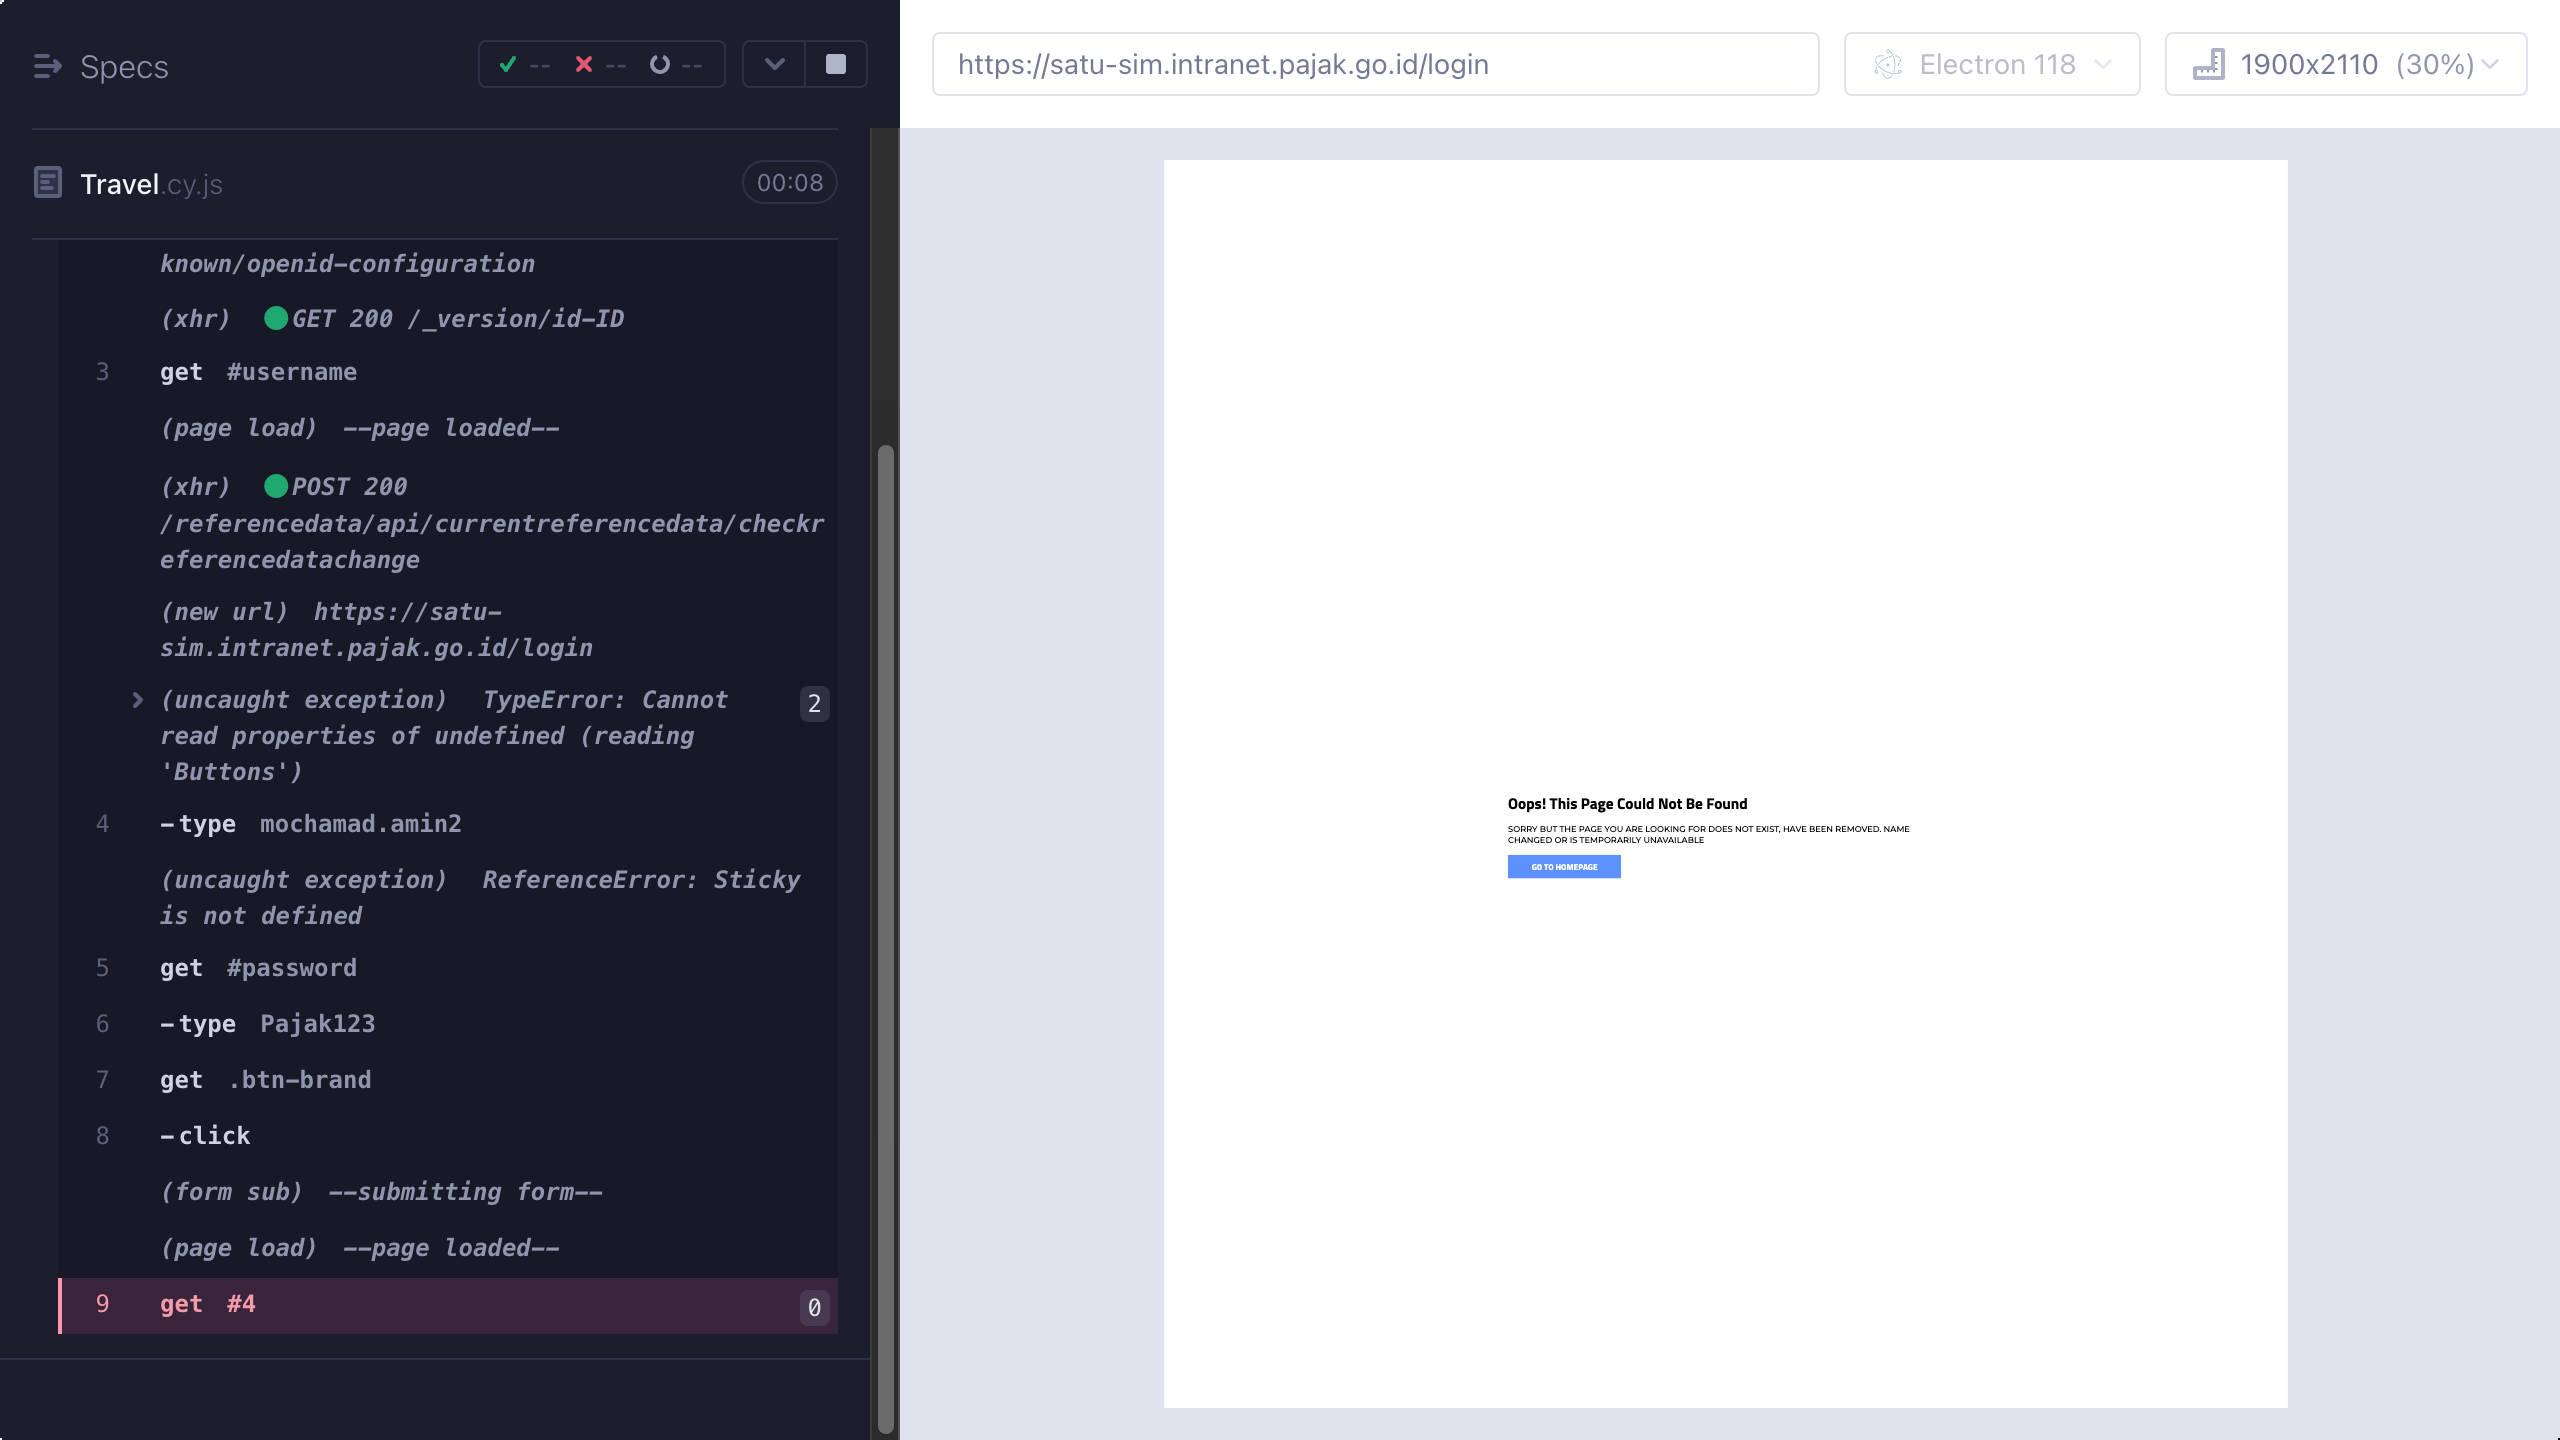 Specs
-- -- --
Travel.cy.js
00:08
known/openid-configuration
(xhr) GET 200 /_version/id-ID
3 get #username
(page load) --page loaded--
(xhr) POST 200
/referencedata/api/currentreferencedata/checkr
eferencedatachange
(new url) https://satu-
sim.intranet.pajak.go.id/login
(uncaught exception) TypeError: Cannot 2
read properties of undefined (reading
'Buttons')
4 -type mochamad.amin2
(uncaught exception) ReferenceError: Sticky
is not defined
5 get #password
6 -type Pajak123
7 get .btn-brand
8 -click
(form sub) --submitting form--
(page load) --page loaded--
9 get #4 0
https://satu-sim.intranet.pajak.go.id/login
Electron 118
1900x2110 (30%)
Oops! This Page Could Not Be Found
SORRY BUT THE PAGE YOU ARE LOOKING FOR DOES NOT EXIST, HAVE BEEN REMOVED. NAME
CHANGED OR IS TEMPORARILY UNAVAILABLE
GO TO HOMEPAGE